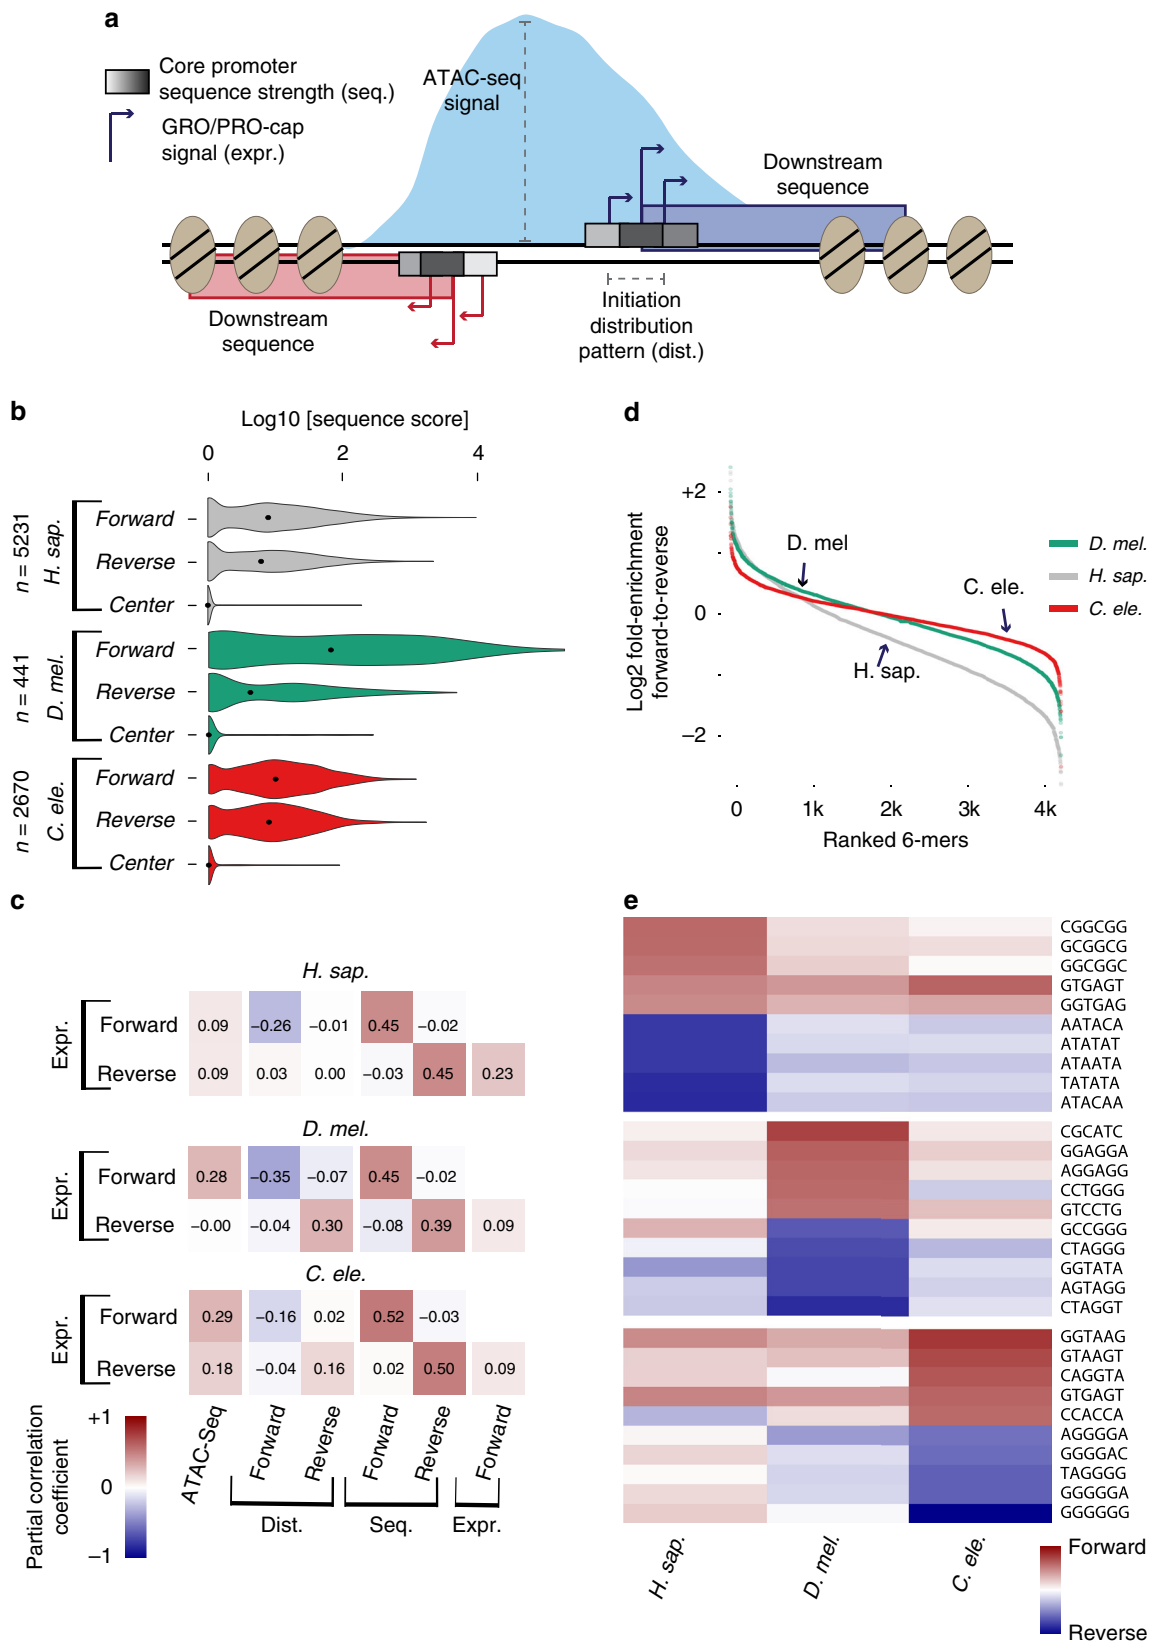 a
Core promoter
sequence strength (seq.)
GRO/PRO-cap
signal (expr.)
ATAC-seq
signal
Downstream
sequence
Downstream
sequence
Initiation
distribution
pattern (dist.)
b
Log10 [sequence score]
0 2 4
n = 5231
H. sap.
Forward
Reverse
Center
n = 441
D. mel.
Forward
Reverse
Center
n = 2670
C. ele.
Forward
Reverse
Center
d
Log2 fold-enrichment
forward-to-reverse
+2
0
−2
D. mel
C. ele.
H. sap.
D. mel.
H. sap.
C. ele.
0 1k 2k 3k 4k
Ranked 6-mers
c
H. sap.
Expr.
Forward 0.09 −0.26 −0.01 0.45 −0.02
Reverse 0.09 0.03 0.00 −0.03 0.45 0.23
D. mel.
Expr.
Forward 0.28 −0.35 −0.07 0.45 −0.02
Reverse −0.00 −0.04 0.30 −0.08 0.39 0.09
C. ele.
Expr.
Forward 0.29 −0.16 0.02 0.52 −0.03
Reverse 0.18 −0.04 0.16 0.02 0.50 0.09
Partial correlation
coefficient
+1
0
−1
ATAC-Seq Forward Reverse Forward Reverse Forward
Dist. Seq. Expr.
e
CGGCGG
GCGGCG
GGCGGC
GTGAGT
GGTGAG
AATACA
ATATAT
ATAATA
TATATA
ATACAA
CGCATC
GGAGGA
AGGAGG
CCTGGG
GTCCTG
GCCGGG
CTAGGG
GGTATA
AGTAGG
CTAGGT
GGTAAG
GTAAGT
CAGGTA
GTGAGT
CCACCA
AGGGGA
GGGGAC
TAGGGG
GGGGGA
GGGGGG
H. sap. D. mel. C. ele.
Forward
Reverse